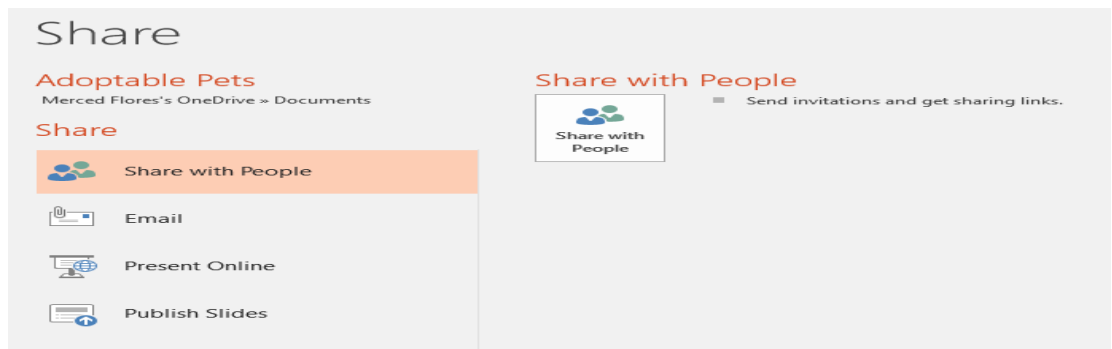 Share
Adoptable Pets
Merced Flores's OneDrive » Documents
Share
Share with People
Email
Present Online
Publish Slides
Share with People
Share with
People
Send invitations and get sharing links.